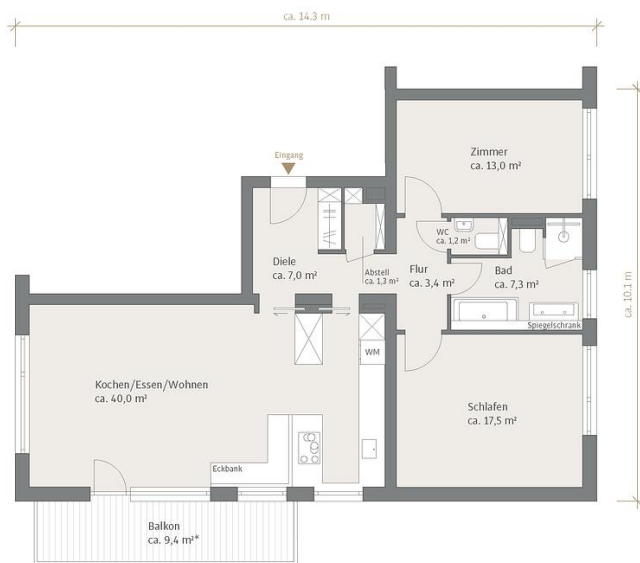 ca. 14.3 m
Eingang
Zimmer
ca. 13,0 m²
WC
ca. 1,2 m²
Diele
ca. 7,0 m²
Abstell
ca. 1,3 m²
Flur
ca. 3,4 m²
Bad
ca. 7,3 m²
Spiegelschrank
ca. 10.1 m
WM
Kochen/Essen/Wohnen
ca. 40,0 m²
Schlafen
ca. 17,5 m²
Eckbank
Balkon
ca. 9,4 m²*